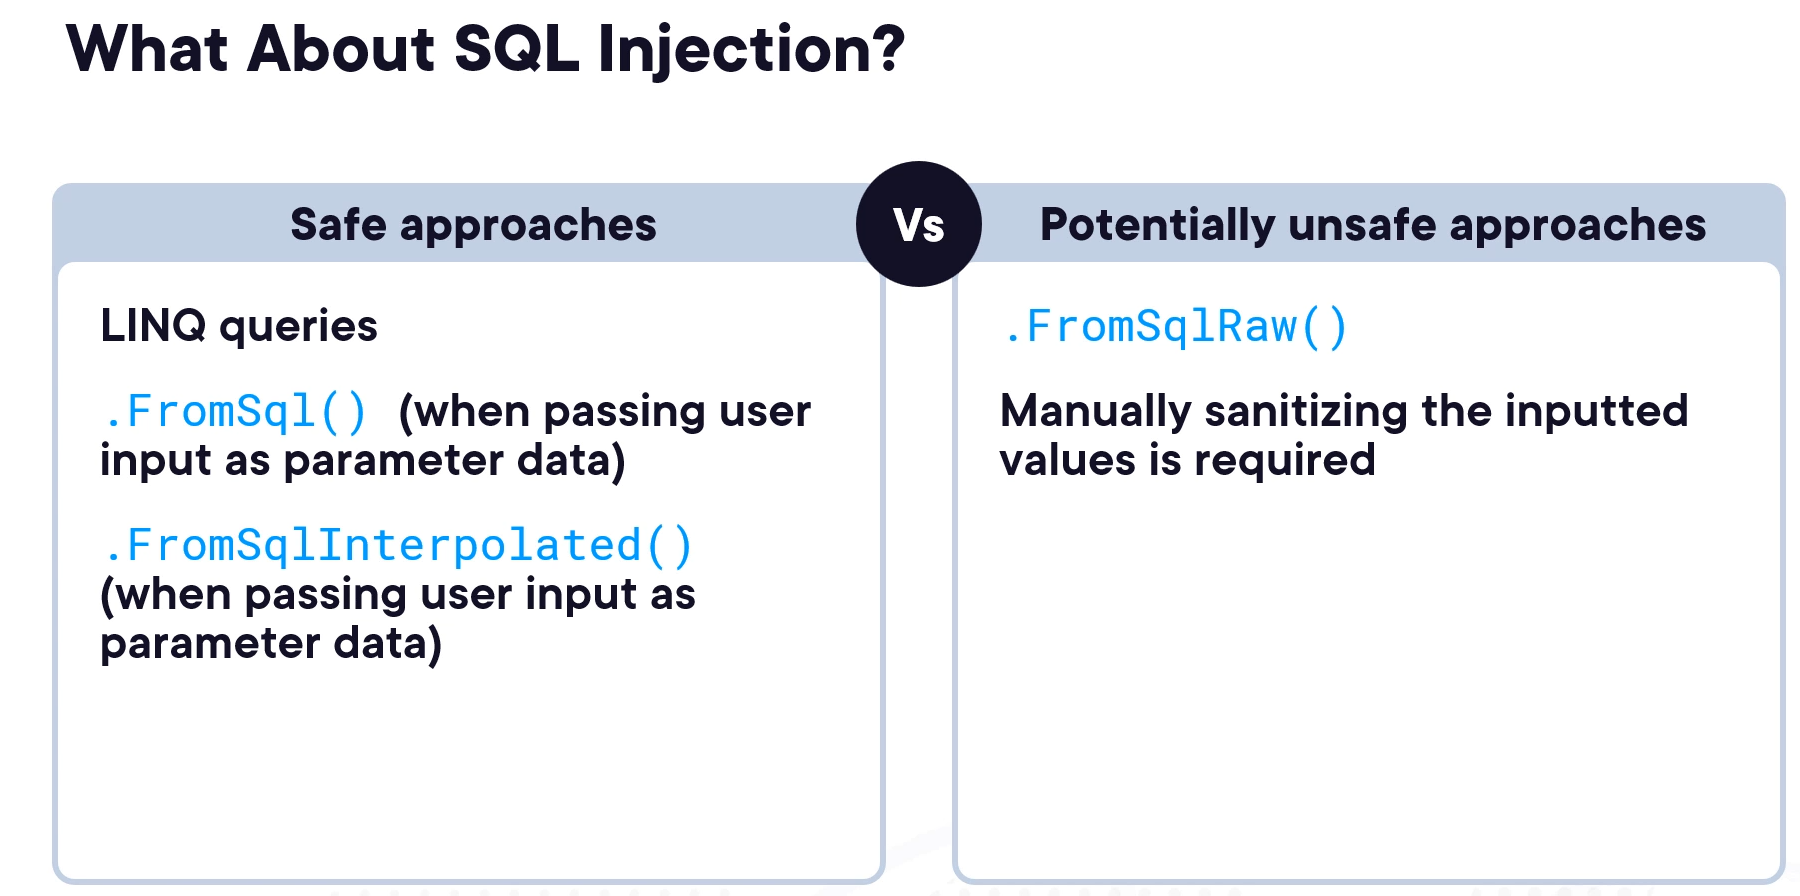 What About SQL Injection?
Safe approaches
Vs
Potentially unsafe approaches
LINQ queries
.FromSql() (when passing user
input as parameter data)
.FromSqlInterpolated()
(when passing user input as
parameter data)
.FromSqlRaw()
Manually sanitizing the inputted
values is required